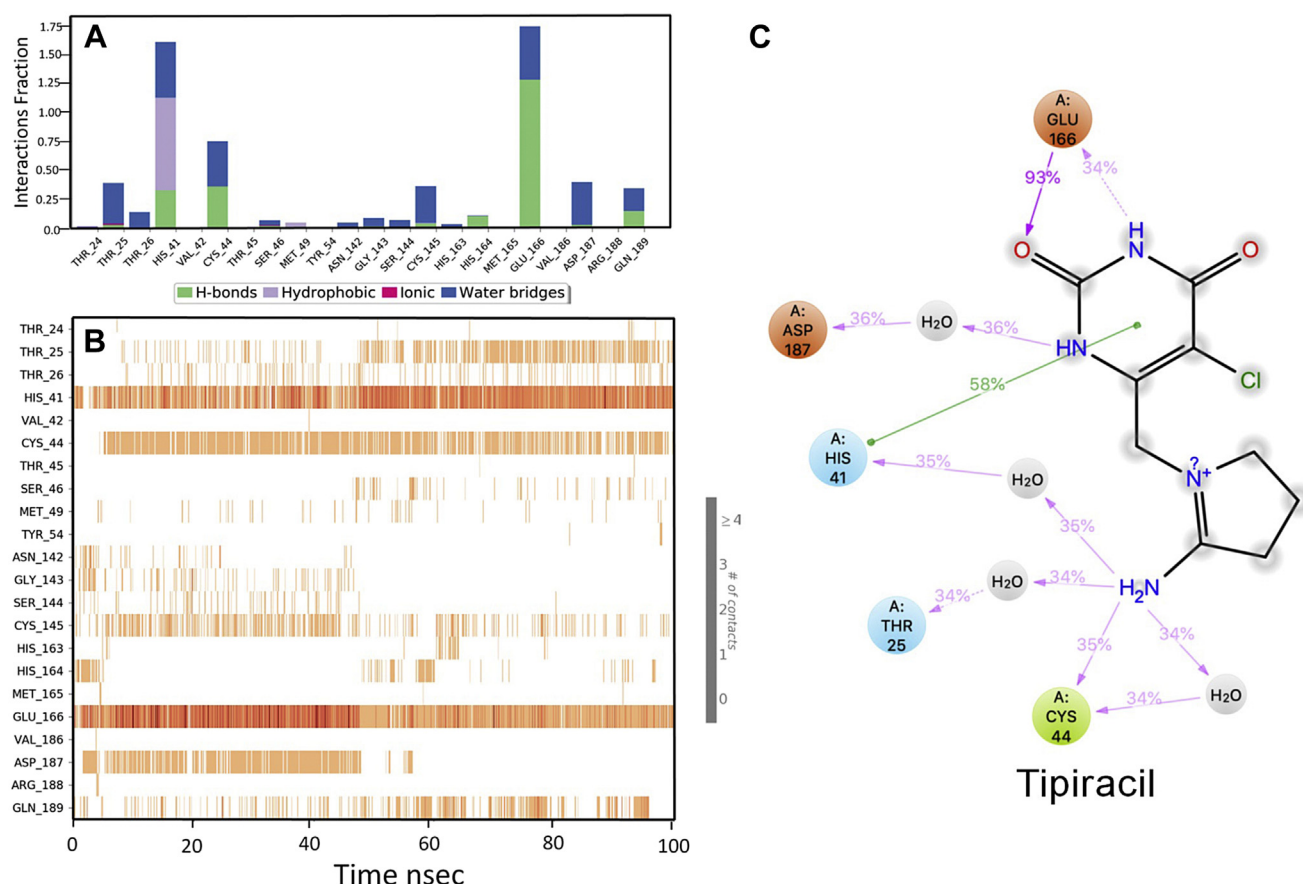 A
Interactions Fraction
1.75
1.50
1.25
1.00
0.75
0.50
0.25
0.0
THR_24
THR_25
THR_26
HIS_41
VAL_42
CYS_44
THR_45
SER_46
MET_49
TYR_54
ASN_142
GLY_143
SER_144
CYS_145
HIS_163
HIS_164
MET_165
GLU_166
VAL_186
ASP_187
ARG_188
GLN_189
H-bonds Hydrophobic Ionic Water bridges
B
THR_24
THR_25
THR_26
HIS_41
VAL_42
CYS_44
THR_45
SER_46
MET_49
TYR_54
ASN_142
GLY_143
SER_144
CYS_145
HIS_163
HIS_164
MET_165
GLU_166
VAL_186
ASP_187
ARG_188
GLN_189
0 20 40 60 80 100
Time nsec
≥4
3
2
1
0
# of contacts
C
A:
GLU
166
93%
34%
H
N
O
O
A:
ASP
187
36%
H₂O
36%
HN
Cl
58%
A:
HIS
41
35%
H₂O
35%
?
N+
H₂N
34%
H₂O
34%
A:
THR
25
35%
34%
A:
CYS
44
34%
H₂O
Tipiracil